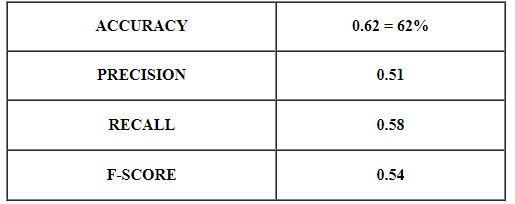 ACCURACY 0.62 = 62%
PRECISION 0.51
RECALL 0.58
F-SCORE 0.54